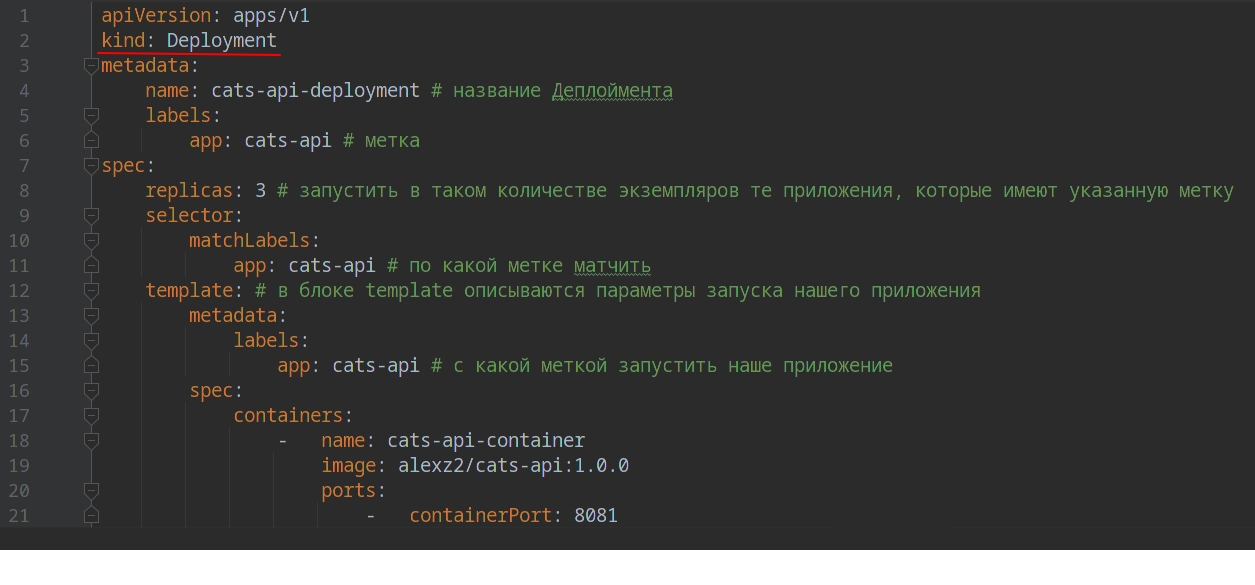 1 apiVersion: apps/v1
2 kind: Deployment
3 metadata:
4     name: cats-api-deployment # название Деплоймента
5     labels:
6         app: cats-api # метка
7 spec:
8     replicas: 3 # запустить в таком количестве экземпляров те приложения, которые имеют указанную метку
9     selector:
10         matchLabels:
11             app: cats-api # по какой метке матчить
12     template: # в блоке template описываются параметры запуска нашего приложения
13         metadata:
14             labels:
15                 app: cats-api # с какой меткой запустить наше приложение
16         spec:
17             containers:
18                 -   name: cats-api-container
19                     image: alexz2/cats-api:1.0.0
20                     ports:
21                         -   containerPort: 8081